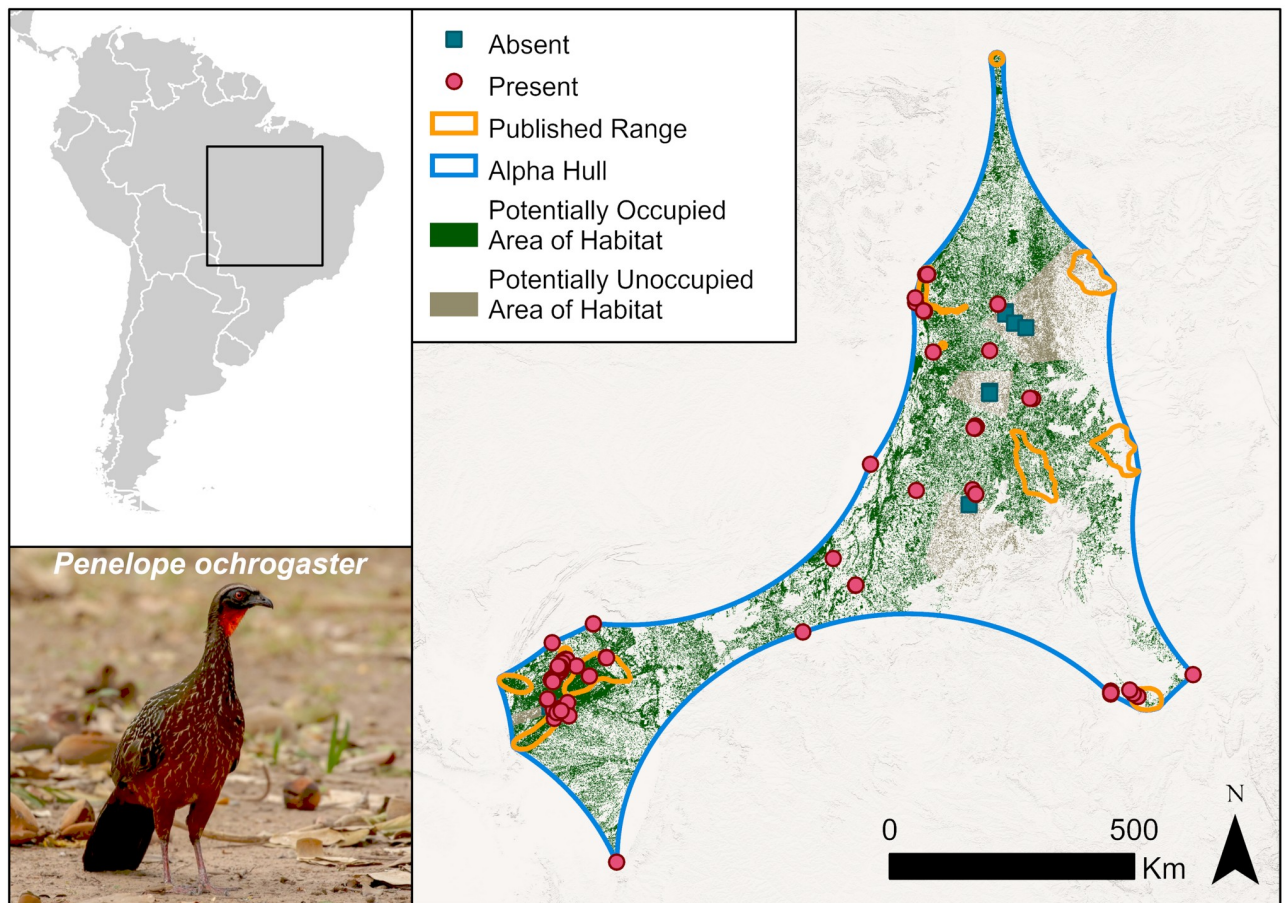 Absent
Present
Published Range
Alpha Hull
Potentially Occupied
Area of Habitat
Potentially Unoccupied
Area of Habitat
Penelope ochrogaster
N
0 500
Km